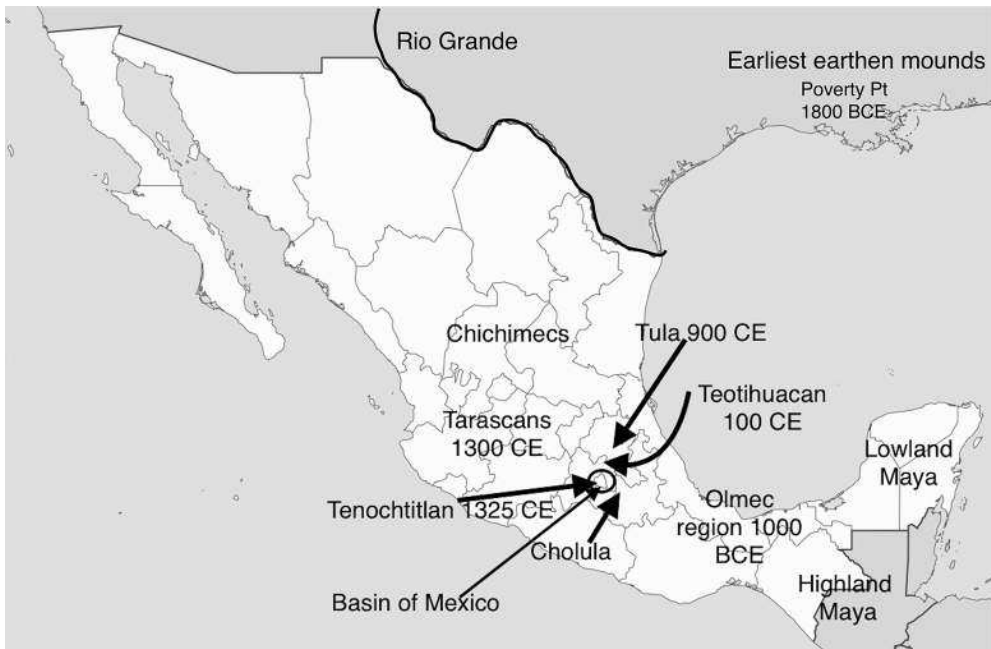 Rio Grande
Earliest earthen mounds
Poverty Pt
1800 BCE
Chichimecs
Tula 900 CE
Teotihuacan
100 CE
Tarascans
1300 CE
Lowland
Maya
Tenochtitlan 1325 CE
Olmec
region 1000
BCE
Cholula
Highland
Maya
Basin of Mexico